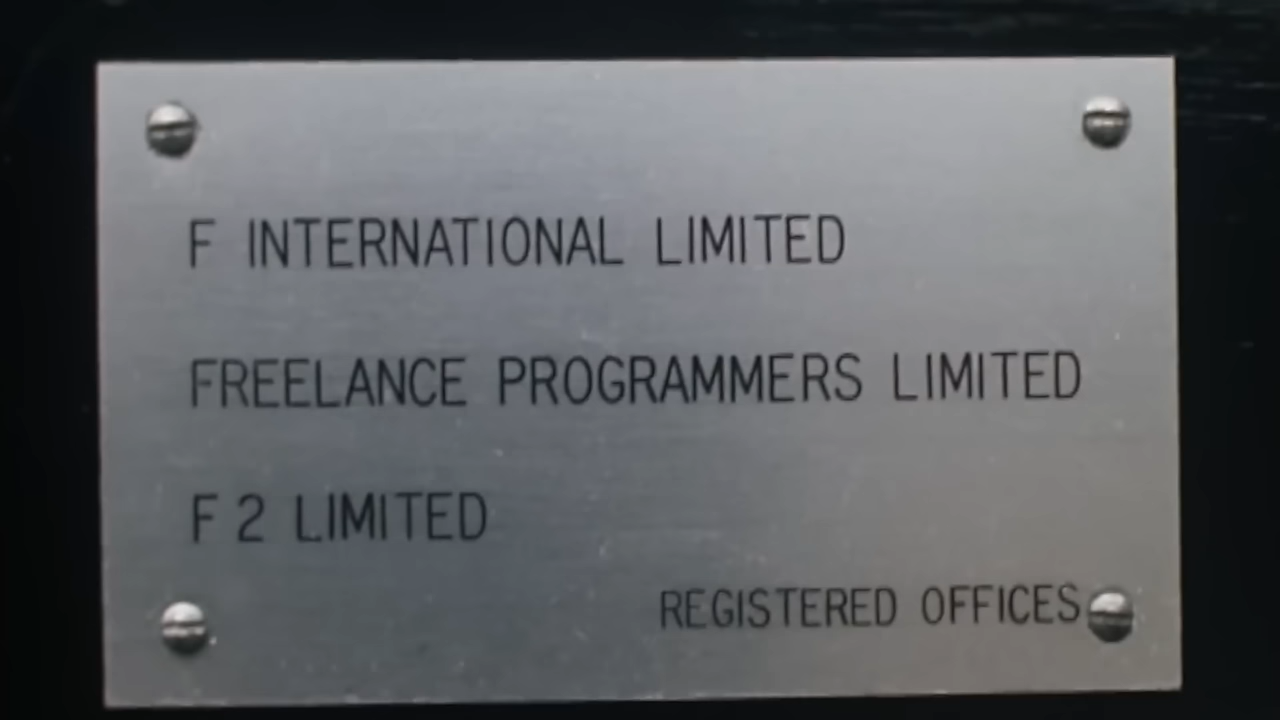 F INTERNATIONAL LIMITED
FREELANCE PROGRAMMERS LIMITED
F 2 LIMITED
REGISTERED OFFICES